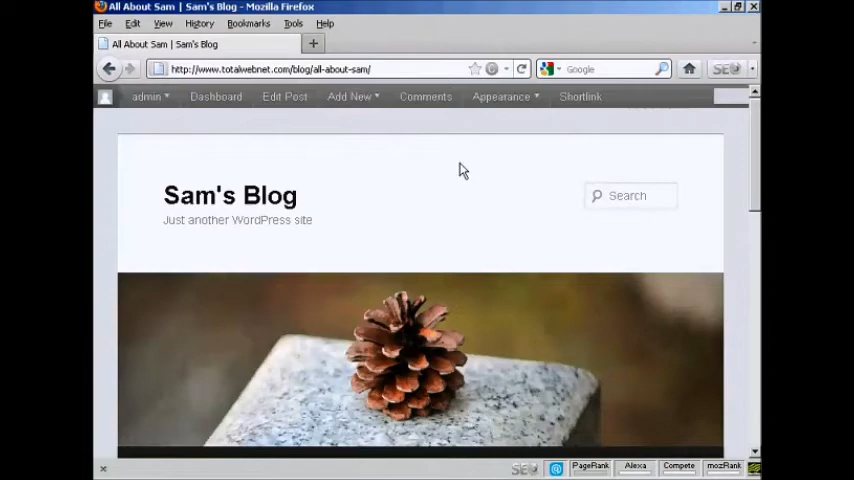 All About Sam | Sam's Blog - Mozilla Firefox
File Edit View History Bookmarks Tools Help
All About Sam | Sam's Blog
http://www.totalwebnet.com/blog/all-about-sam/ Google SEO
admin Dashboard Edit Post Add New Comments Appearance Shortlink
Sam's Blog
Search
Just another WordPress site
SEO PageRank Alexa Compete mozRank